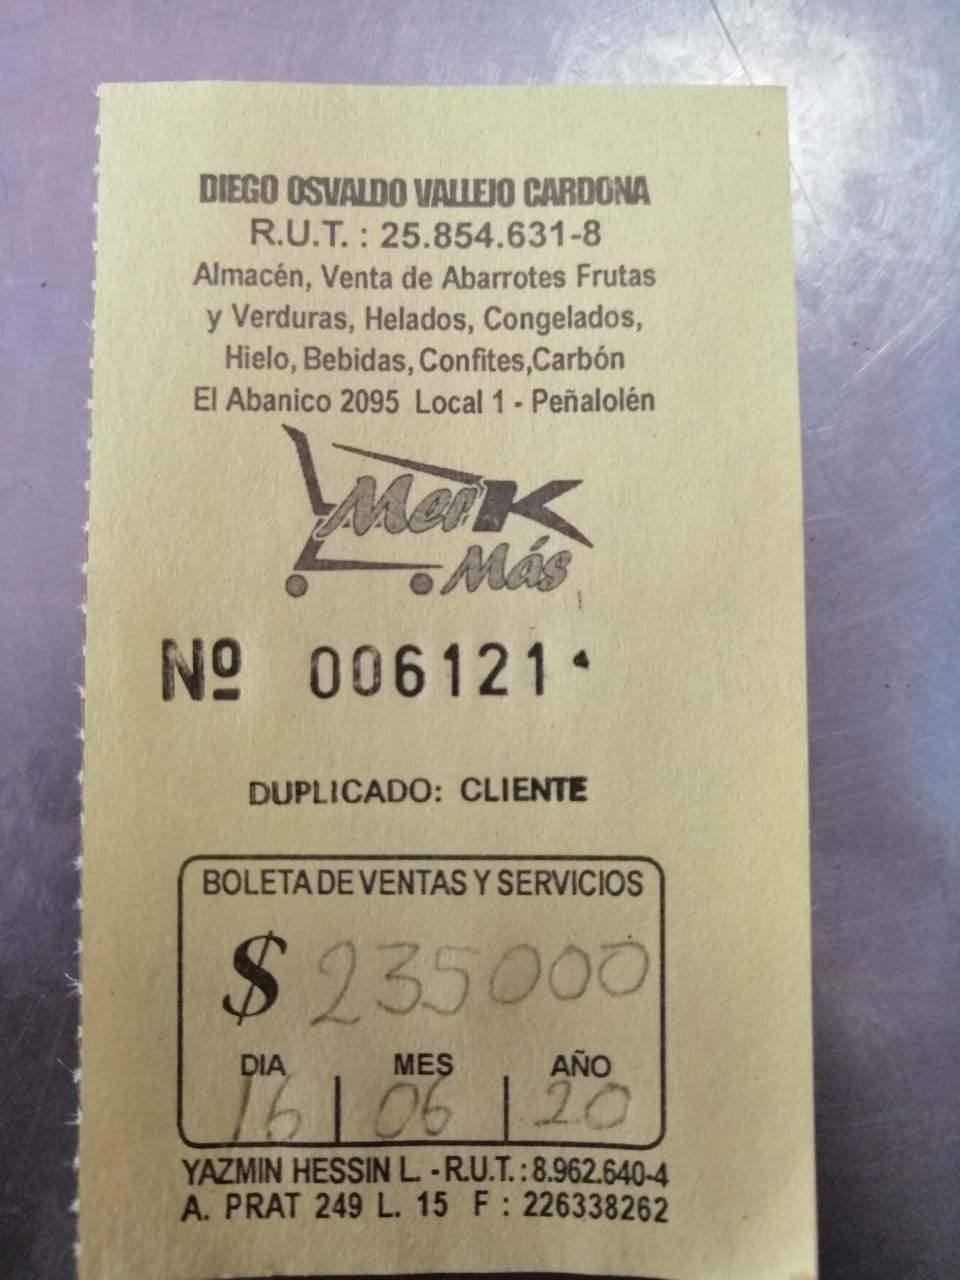 DIEGO OSVALDO VALLEJO CARDONA
R.U.T. : 25.854.631-8
Almacén, Venta de Abarrotes Frutas
y Verduras, Helados, Congelados,
Hielo, Bebidas, Confites,Carbón
El Abanico 2095 Local 1 - Peñalolén
MerK
Más
Nº 006121
DUPLICADO: CLIENTE
BOLETA DE VENTAS Y SERVICIOS
$ 235000
DIA MES AÑO
16 06 20
YAZMIN HESSIN L. - R.U.T.: 8.962.640-4
A. PRAT 249 L. 15 F : 226338262